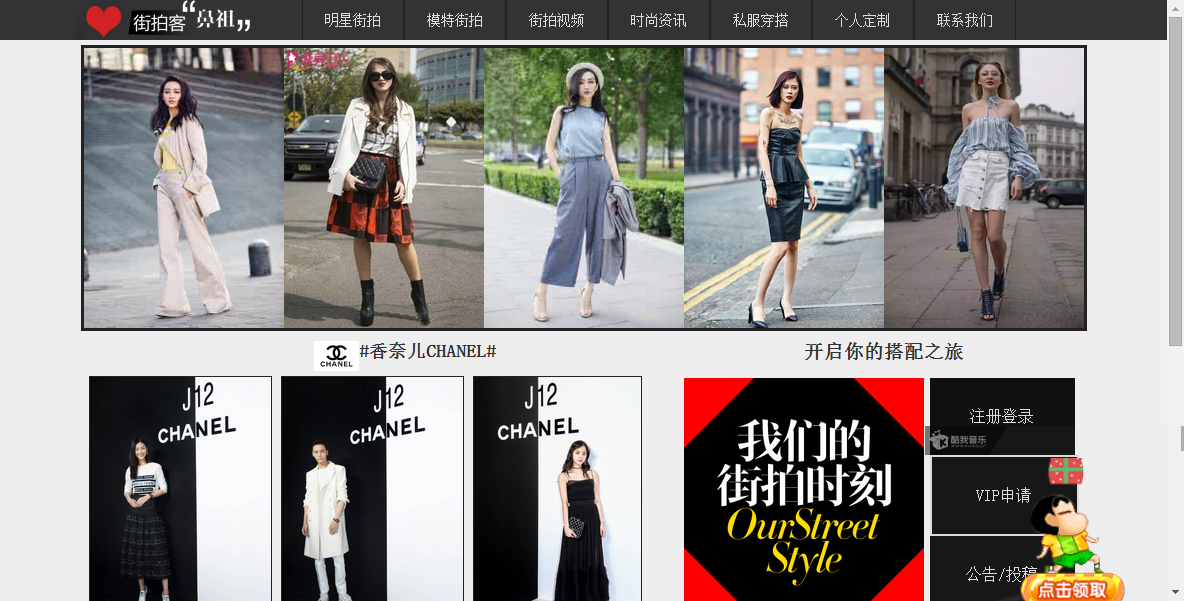 街拍客
“鼻祖”
明星街拍
模特街拍
街拍视频
时尚资讯
私服穿搭
个人定制
联系我们
CHANEL
#香奈儿CHANEL#
开启你的搭配之旅
J12
CHANEL
J12
CHANEL
J12
CHANEL
我们的
街拍时刻
OurStreet
Style
注册登录
酷我音乐
VIP申请
公告/投稿
点击领取